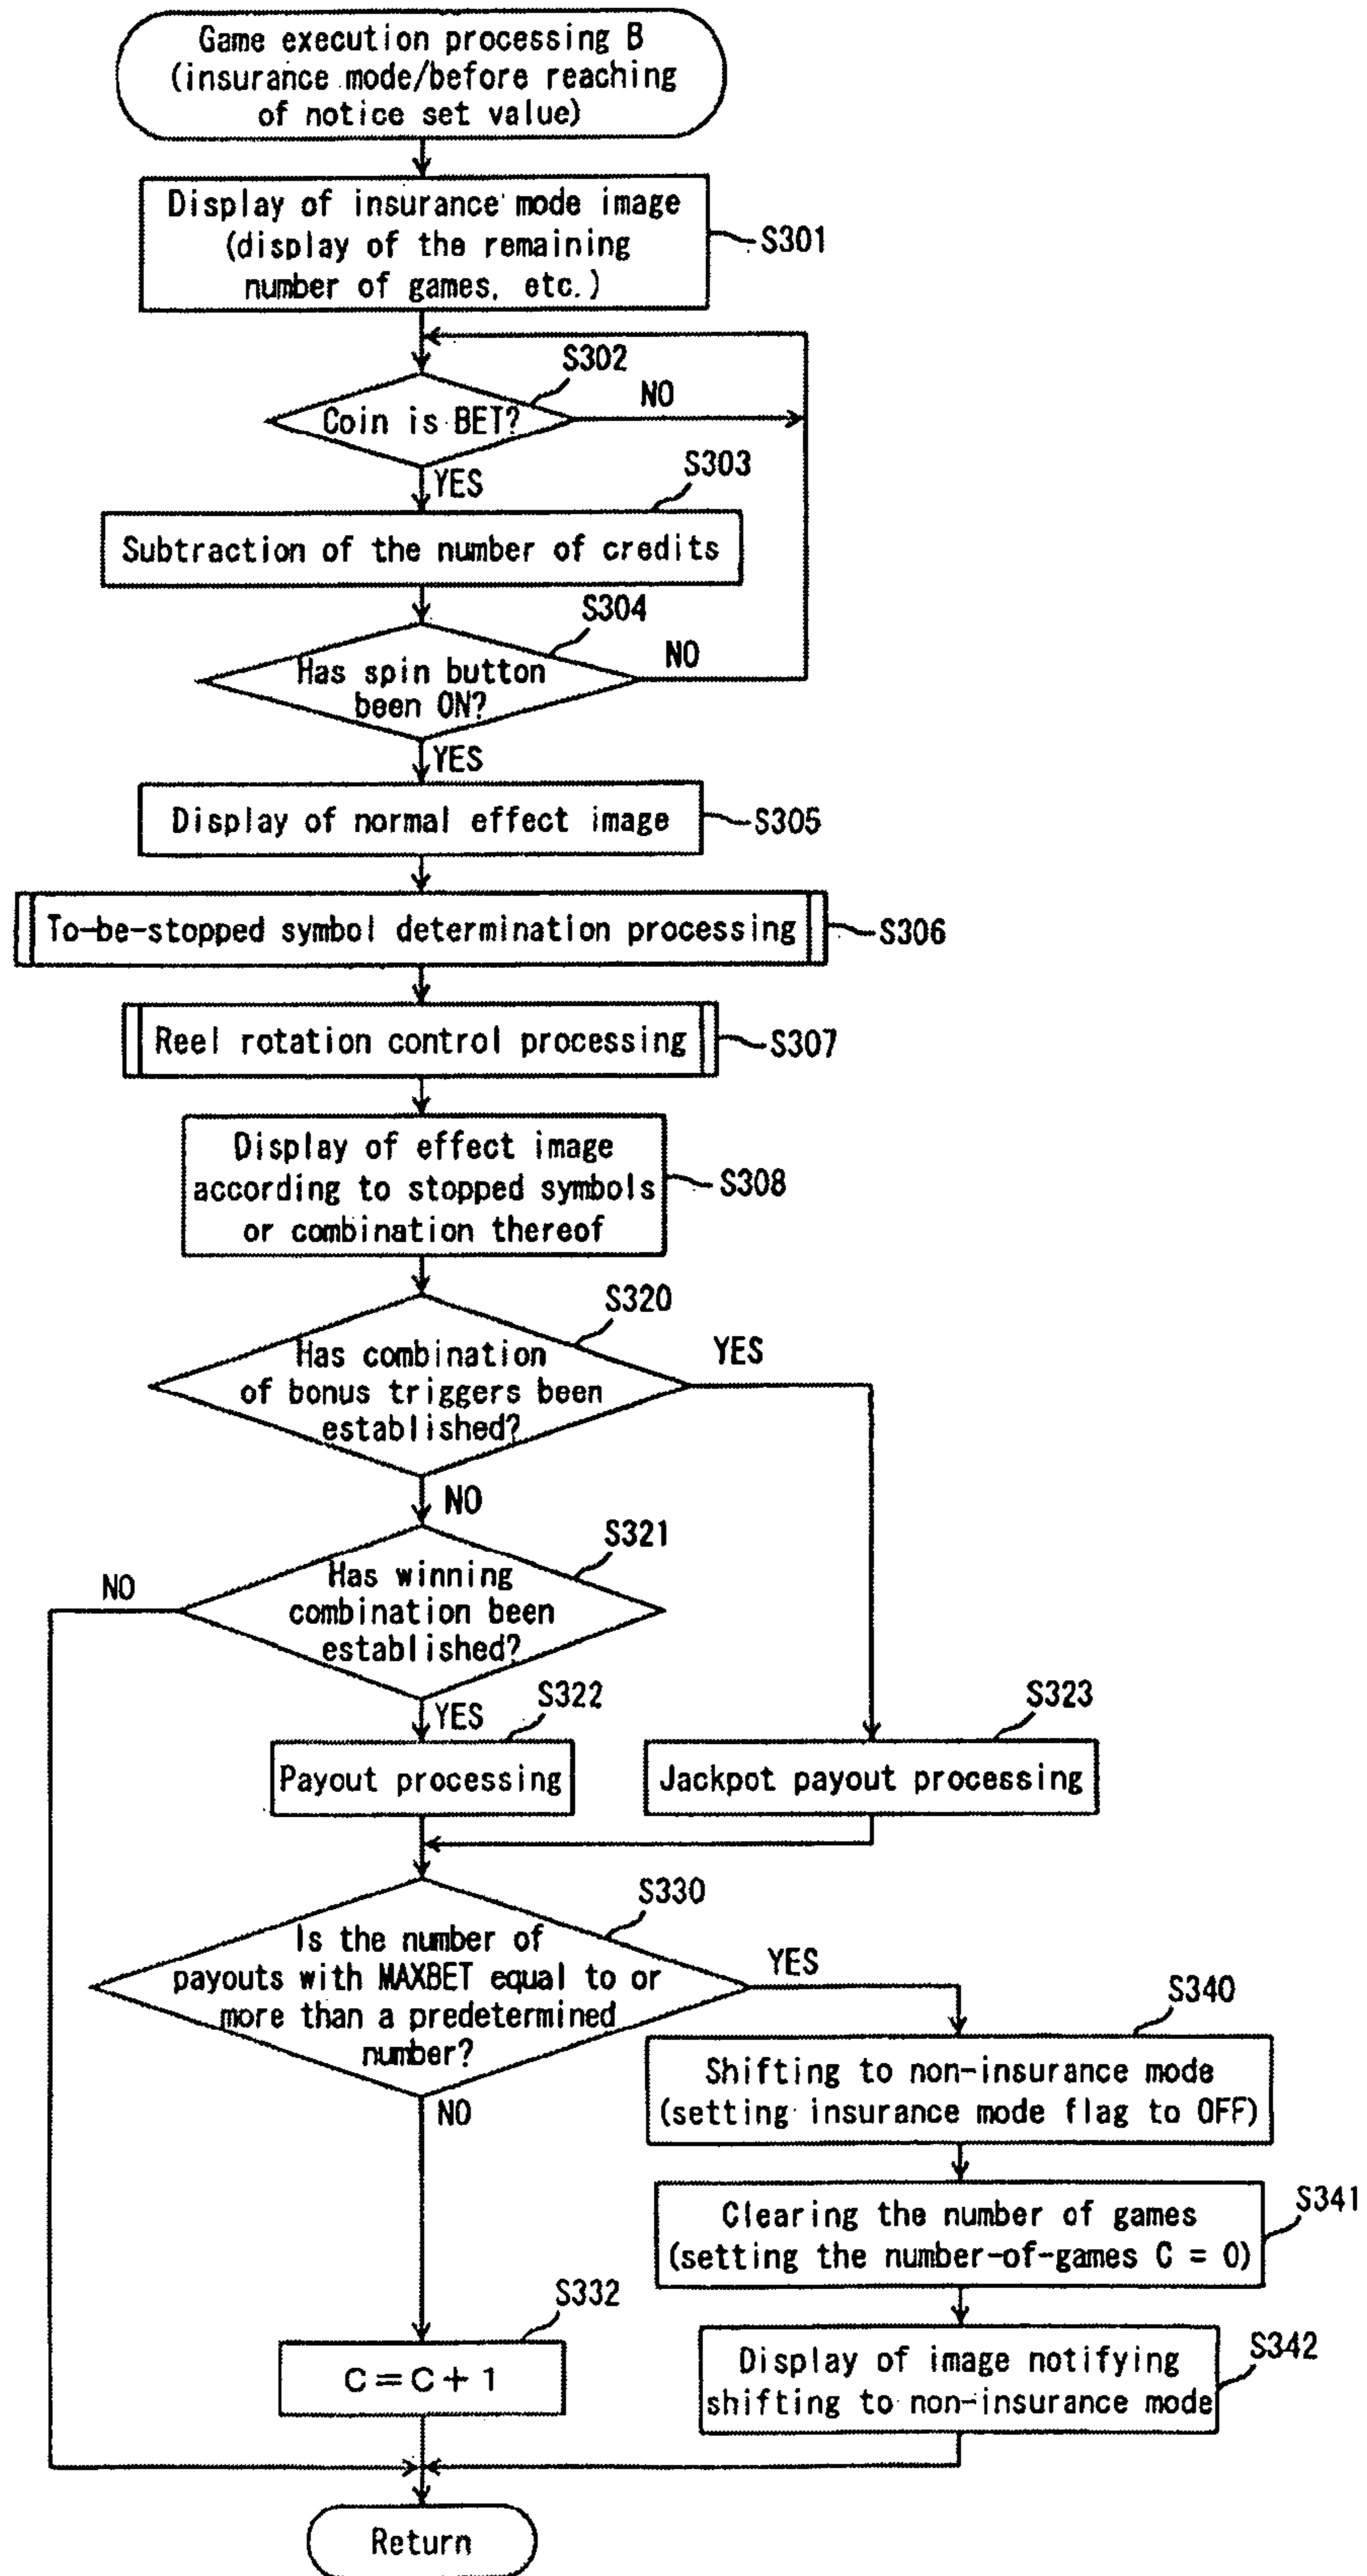 Game execution processing B
(insurance mode/before reaching
of notice set value)
Display of insurance mode image
(display of the remaining
number of games, etc.)
S301
S302
Coin is BET?
NO
YES
S303
Subtraction of the number of credits
S304
Has spin button
been ON?
NO
YES
Display of normal effect image
S305
To-be-stopped symbol determination processing
S306
Reel rotation control processing
S307
Display of effect image
according to stopped symbols
or combination thereof
S308
S320
Has combination
of bonus triggers been
established?
YES
NO
S321
Has winning
combination been
established?
NO
YES
S322
Payout processing
S323
Jackpot payout processing
S330
Is the number of
payouts with MAXBET equal to or
more than a predetermined
number?
YES
NO
S340
Shifting to non-insurance mode
(setting insurance mode flag to OFF)
S341
Clearing the number of games
(setting the number-of-games C = 0)
S332
C = C + 1
S342
Display of image notifying
shifting to non-insurance mode
Return